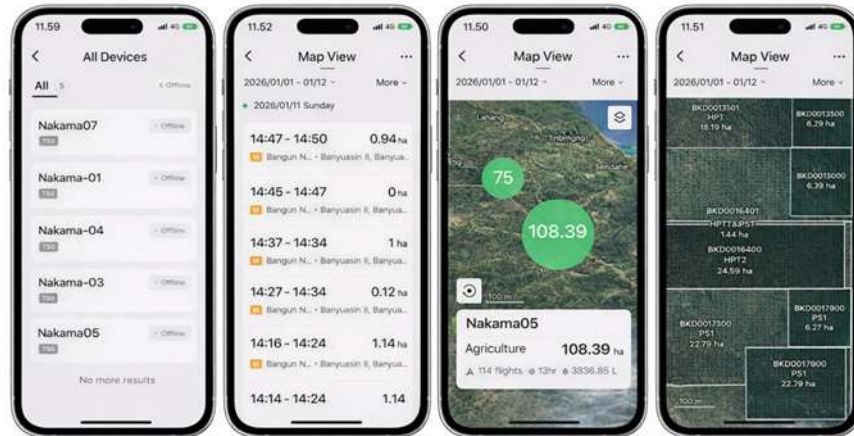 11.59
4G
All Devices
All 5
5 Offline
Nakama07
Offline
T50
Nakama-01
Offline
T50
Nakama-04
Offline
T50
Nakama-03
Offline
T50
Nakama05
Offline
T50
No more results
11.52
4G
Map View
2026/01/01 - 01/12
More
2026/01/11 Sunday
14:47 - 14:50 0.94 ha
M Bangun N... • Banyuasin II, Banyua...
14:45 - 14:47 0 ha
M Bangun N... • Banyuasin II, Banyua...
14:37 - 14:34 1 ha
M Bangun N... • Banyuasin II, Banyua...
14:27 - 14:34 0.12 ha
M Bangun N... • Banyuasin II, Banyua...
14:16 - 14:24 1.14 ha
M Bangun N... • Banyuasin II, Banyua...
14:14 - 14:24 1.14
11.50
4G
Map View
2026/01/01 - 01/12
More
Lahang
75
108.39
100 m
Nakama05
Agriculture 108.39 ha
114 flights 13hr 3836.85 L
11.51
4G
Map View
2026/01/01 - 01/12
More
BKD0013501
HPT
18.19 ha
BKD0013500
6.29 ha
BKD0015000
6.39 ha
BKD0016401
HPTT8JPST
1.44 ha
BKD0016400
HPT2
24.59 ha
BKD0017300
PS1
22.79 ha
BKD0017900
PS1
6.27 ha
BKD0017900
PS1
22.79 ha
100 m